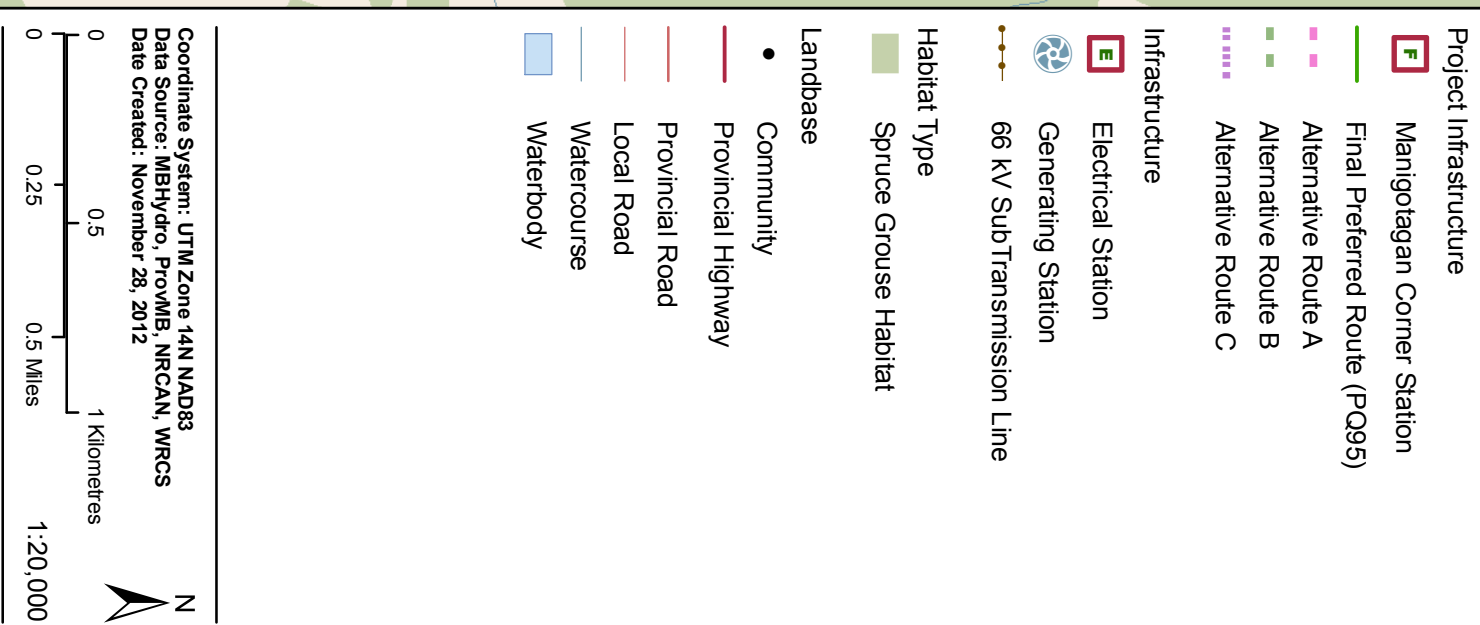 Project Infrastructure
F
Manigotagan Corner Station
Final Preferred Route (PQ95)
Alternative Route A
Alternative Route B
Alternative Route C
Infrastructure
E
Electrical Station
Generating Station
66 kV SubTransmission Line
Habitat Type
Spruce Grouse Habitat
Landbase
Community
Provincial Highway
Provincial Road
Local Road
Watercourse
Waterbody
Coordinate System: UTM Zone 14N NAD83
Data Source: MBHydro, ProvMB, NRCAN, WRCS
Date Created: November 28, 2012
N
0 0.5 1 Kilometres
0 0.25 0.5 Miles
1:20,000